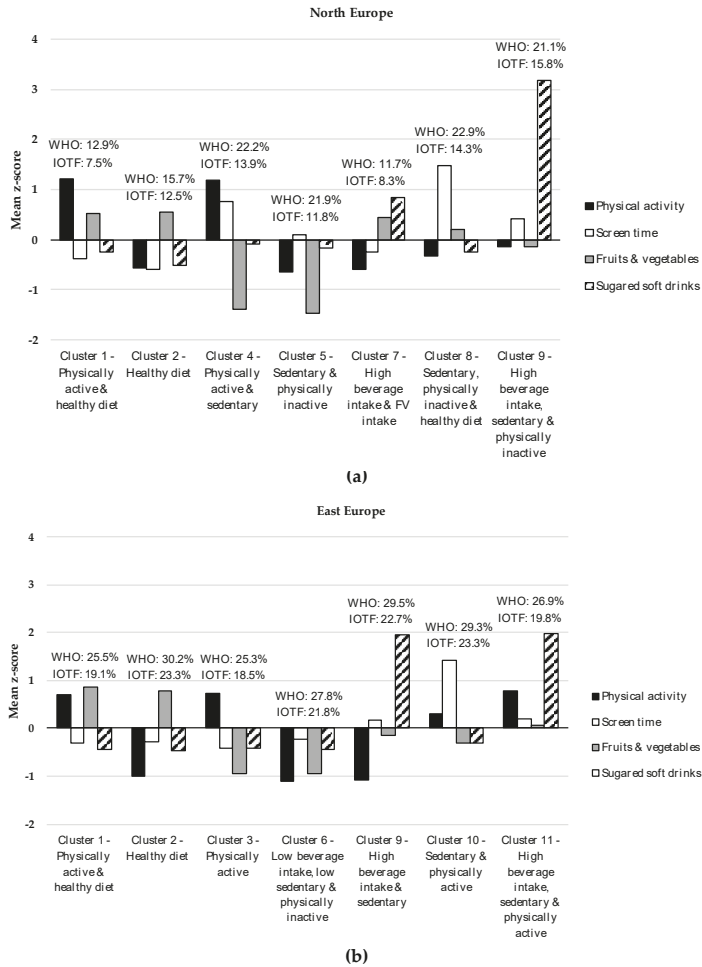 North Europe
4
3
2
1
0
-1
-2
Mean z-score
WHO: 12.9%
IOTF: 7.5%
WHO: 15.7%
IOTF: 12.5%
WHO: 22.2%
IOTF: 13.9%
WHO: 21.9%
IOTF: 11.8%
WHO: 11.7%
IOTF: 8.3%
WHO: 22.9%
IOTF: 14.3%
WHO: 21.1%
IOTF: 15.8%
Physical activity
Screen time
Fruits & vegetables
Sugared soft drinks
Cluster 1 -
Physically
active &
healthy diet
Cluster 2 -
Healthy diet
Cluster 4 -
Physically
active &
sedentary
Cluster 5 -
Sedentary &
physically
inactive
Cluster 7 -
High
beverage
intake & FV
intake
Cluster 8 -
Sedentary,
physically
inactive &
healthy diet
Cluster 9 -
High
beverage
intake,
sedentary &
physically
inactive
(a)
East Europe
4
3
2
1
0
-1
-2
Mean z-score
WHO: 25.5%
IOTF: 19.1%
WHO: 30.2%
IOTF: 23.3%
WHO: 25.3%
IOTF: 18.5%
WHO: 27.8%
IOTF: 21.8%
WHO: 29.5%
IOTF: 22.7%
WHO: 29.3%
IOTF: 23.3%
WHO: 26.9%
IOTF: 19.8%
Physical activity
Screen time
Fruits & vegetables
Sugared soft drinks
Cluster 1 -
Physically
active &
healthy diet
Cluster 2 -
Healthy diet
Cluster 3 -
Physically
active
Cluster 6 -
Low beverage
intake, low
sedentary &
physically
inactive
Cluster 9 -
High
beverage
intake &
sedentary
Cluster 10 -
Sedentary &
physically
active
Cluster 11 -
High
beverage
intake,
sedentary &
physically
active
(b)